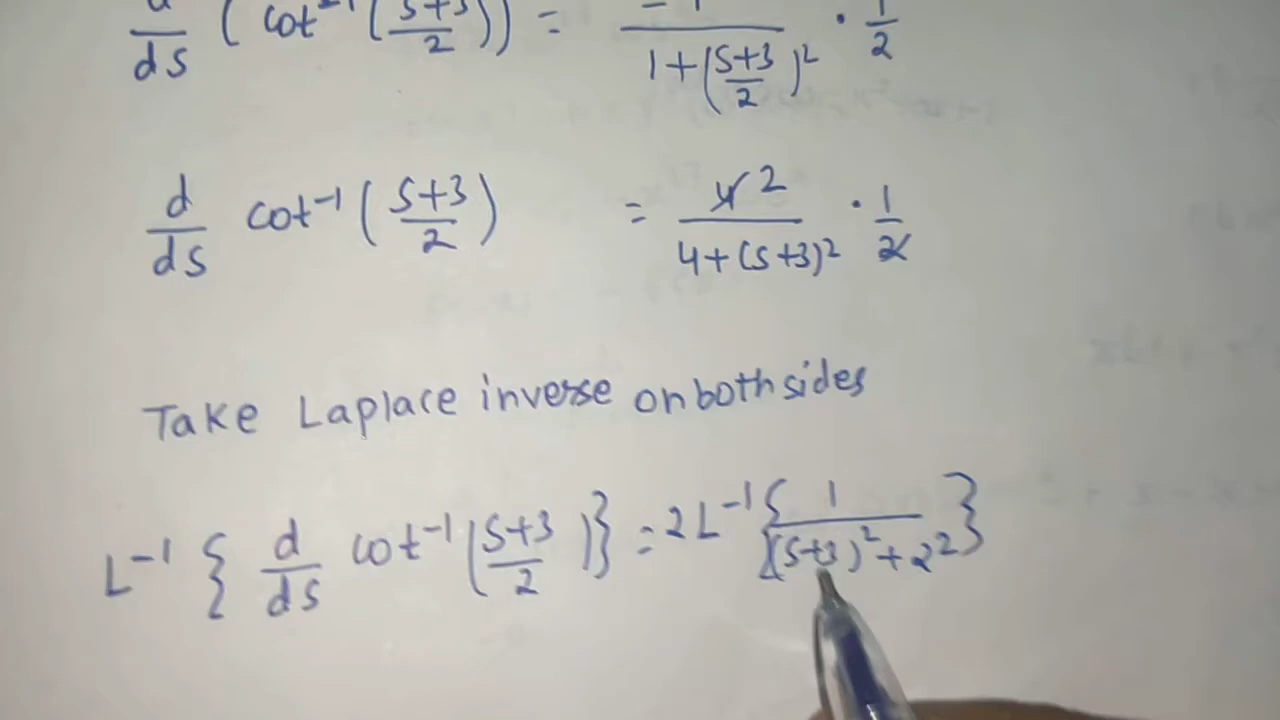 d/ds ( cot⁻¹ ( (s+3)/2 ) ) = -1/(1+((s+3)/2)²) · 1/2
d/ds cot⁻¹ ( (s+3)/2 ) = 4̸ 2/(4+(s+3)²) · 1/2̸
Take Laplace inverse on both sides
L⁻¹ { d/ds cot⁻¹ ( (s+3)/2 ) } = 2L⁻¹ { 1/((s+3)²+2²) }